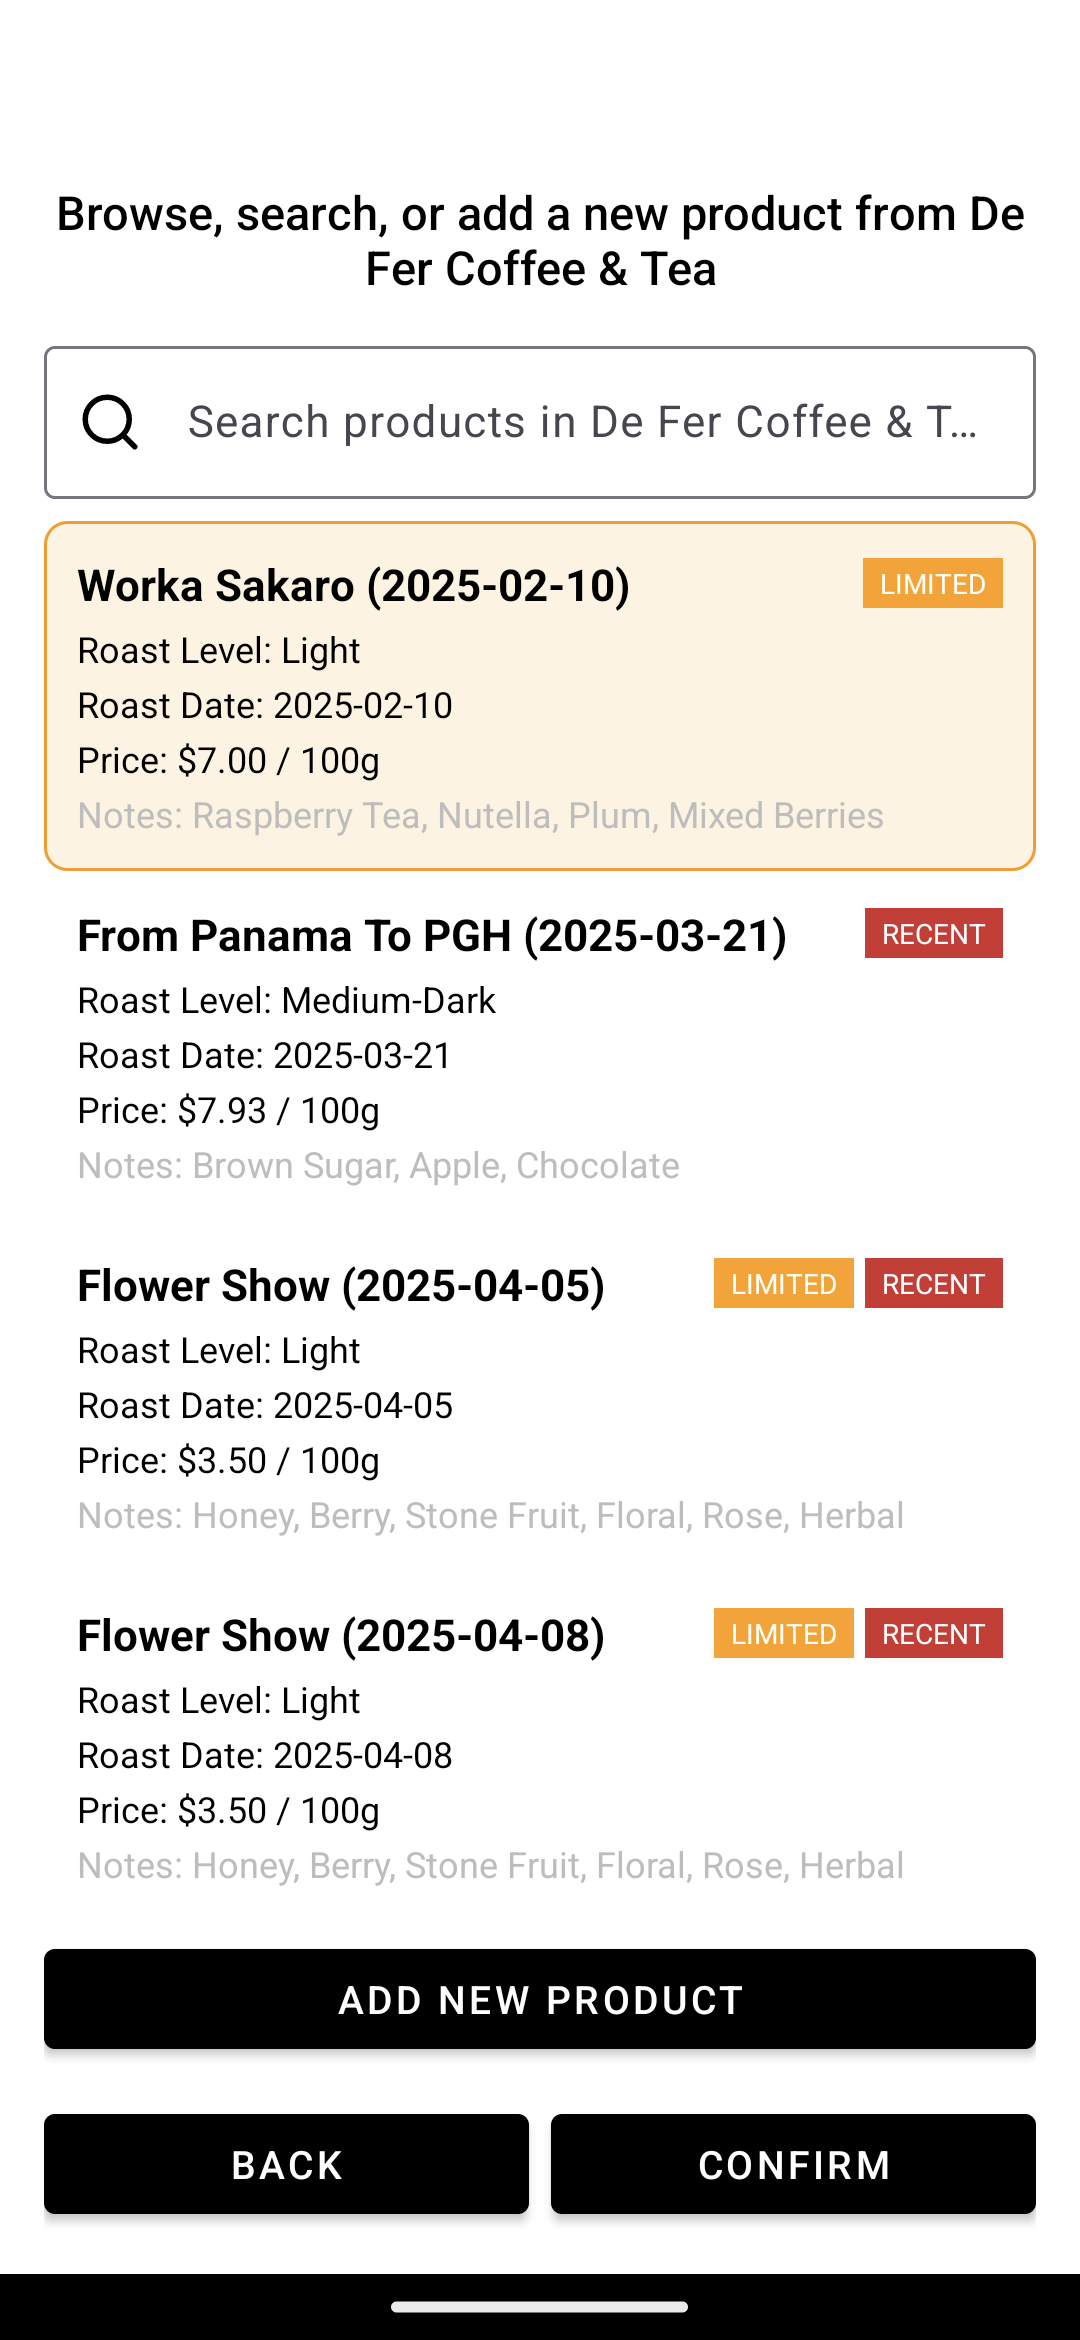 Browse, search, or add a new product from De
Fer Coffee & Tea
Search products in De Fer Coffee & T...
Worka Sakaro (2025-02-10)
LIMITED
Roast Level: Light
Roast Date: 2025-02-10
Price: $7.00 / 100g
Notes: Raspberry Tea, Nutella, Plum, Mixed Berries
From Panama To PGH (2025-03-21)
RECENT
Roast Level: Medium-Dark
Roast Date: 2025-03-21
Price: $7.93 / 100g
Notes: Brown Sugar, Apple, Chocolate
Flower Show (2025-04-05)
LIMITED RECENT
Roast Level: Light
Roast Date: 2025-04-05
Price: $3.50 / 100g
Notes: Honey, Berry, Stone Fruit, Floral, Rose, Herbal
Flower Show (2025-04-08)
LIMITED RECENT
Roast Level: Light
Roast Date: 2025-04-08
Price: $3.50 / 100g
Notes: Honey, Berry, Stone Fruit, Floral, Rose, Herbal
ADD NEW PRODUCT
BACK
CONFIRM